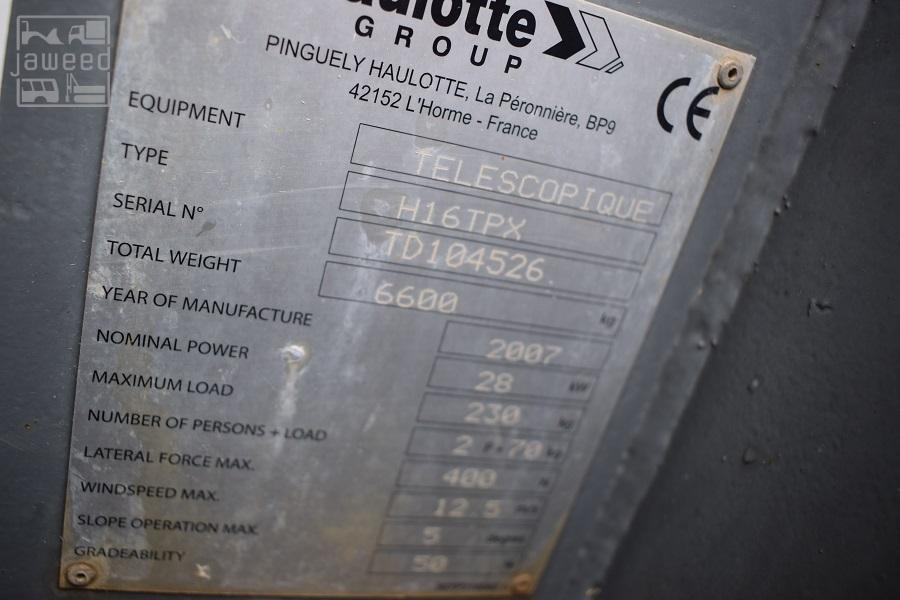 jaweed
Haulotte
GROUP
PINGUELY HAULOTTE, La Péronnière, BP9
42152 L'Horme - France
CE
EQUIPMENT TELESCOPIQUE
TYPE H16TPX
SERIAL N° TD104526
TOTAL WEIGHT 6600 kg
YEAR OF MANUFACTURE 2007
NOMINAL POWER 28 kW
MAXIMUM LOAD 230 kg
NUMBER OF PERSONS + LOAD 2 P + 70 kg
LATERAL FORCE MAX. 400 N
WINDSPEED MAX. 12.5 m/s
SLOPE OPERATION MAX. 5 degrés
GRADEABILITY 50